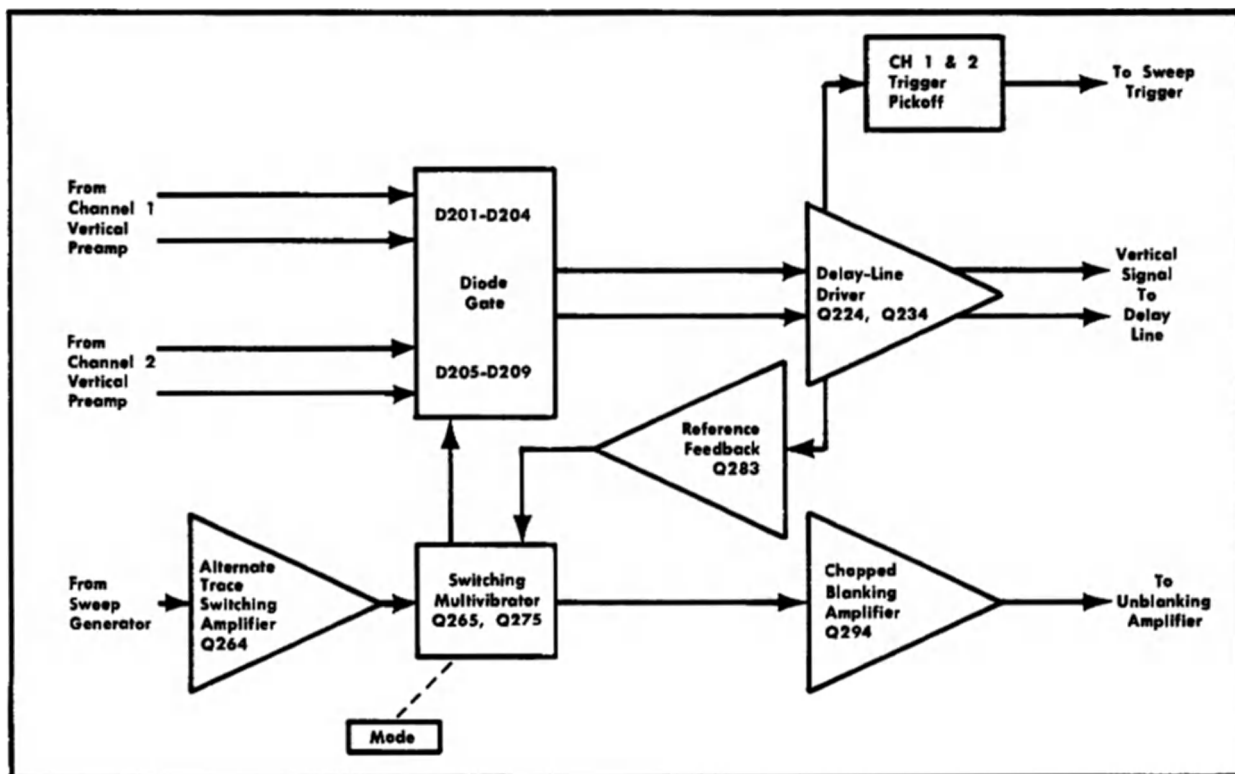 CH 1 & 2
Trigger
Pickoff
To Sweep
Trigger
From
Channel 1
Vertical
Preamp
D201-D204
Diode
Gate
D205-D209
From
Channel 2
Vertical
Preamp
Delay-Line
Driver
Q224, Q234
Vertical
Signal
To
Delay
Line
Reference
Feedback
Q283
From
Sweep
Generator
Alternate
Trace
Switching
Amplifier
Q264
Switching
Multivibrator
Q265, Q275
Chopped
Blanking
Amplifier
Q294
To
Unblanking
Amplifier
Mode